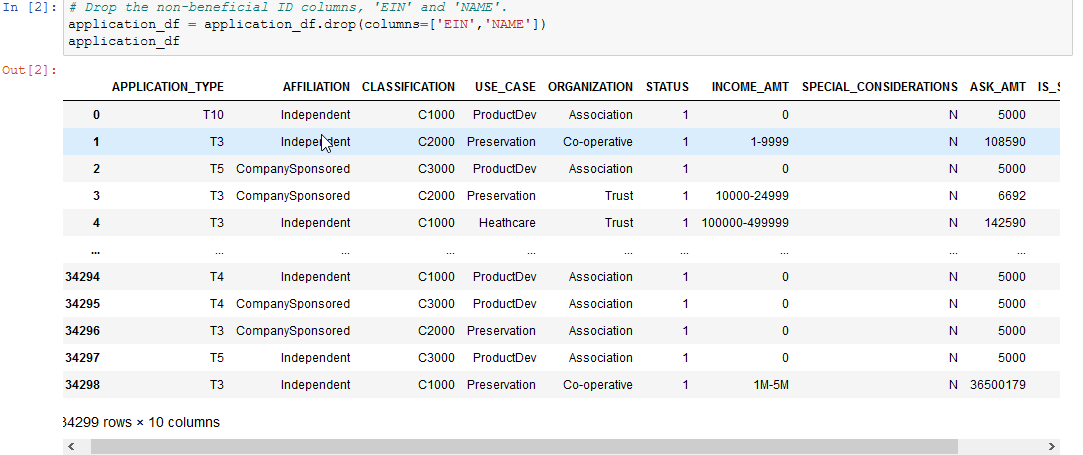 In [2]: # Drop the non-beneficial ID columns, 'EIN' and 'NAME'.
application_df = application_df.drop(columns=['EIN','NAME'])
application_df
Out[2]:
APPLICATION_TYPE AFFILIATION CLASSIFICATION USE_CASE ORGANIZATION STATUS INCOME_AMT SPECIAL_CONSIDERATIONS ASK_AMT
0 T10 Independent C1000 ProductDev Association 1 0 N 5000
1 T3 Independent C2000 Preservation Co-operative 1 1-9999 N 108590
2 T5 CompanySponsored C3000 ProductDev Association 1 0 N 5000
3 T3 CompanySponsored C2000 Preservation Trust 1 10000-24999 N 6692
4 T3 Independent C1000 Heathcare Trust 1 100000-499999 N 142590
... ... ... ... ... ... ... ... ... ...
34294 T4 Independent C1000 ProductDev Association 1 0 N 5000
34295 T4 CompanySponsored C3000 ProductDev Association 1 0 N 5000
34296 T3 CompanySponsored C2000 Preservation Association 1 0 N 5000
34297 T5 Independent C3000 ProductDev Association 1 0 N 5000
34298 T3 Independent C1000 Preservation Co-operative 1 1M-5M N 36500179
34299 rows × 10 columns